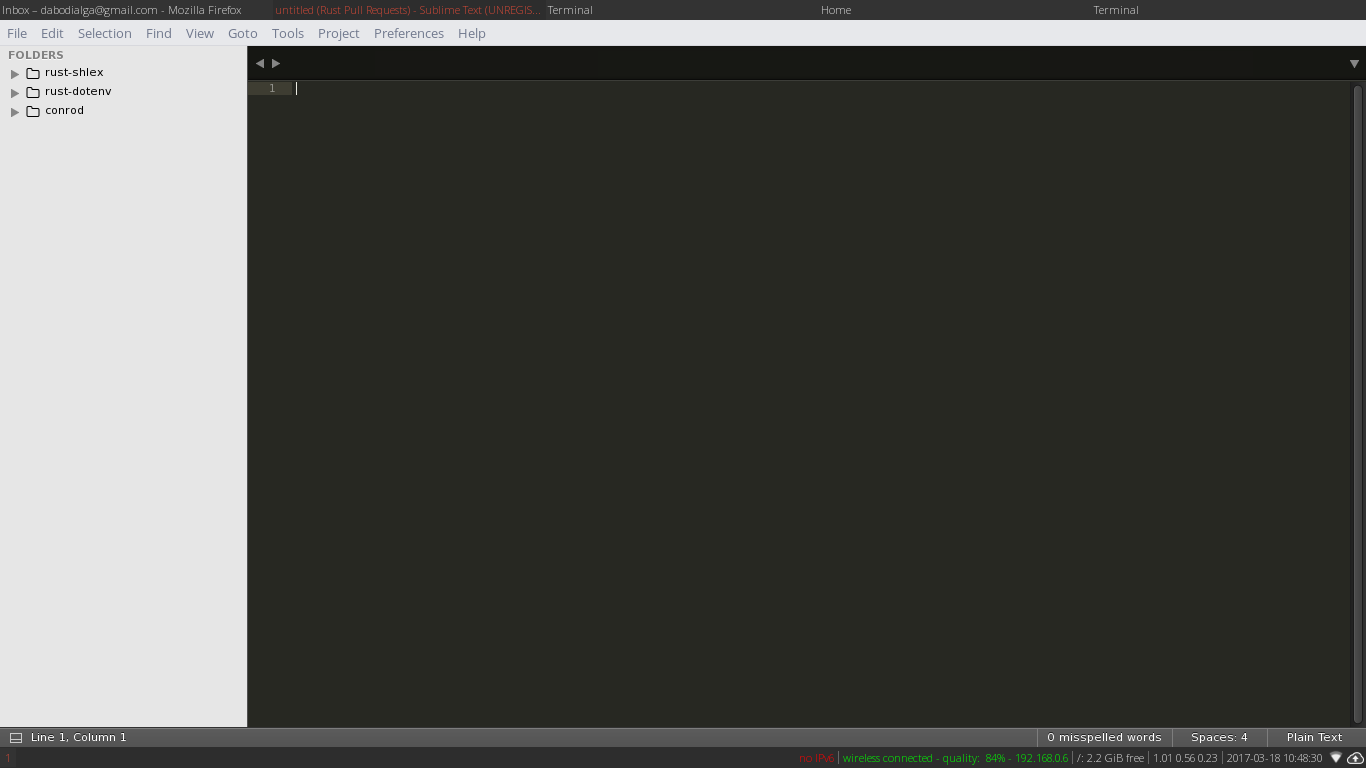 Inbox – dabodialga@gmail.com - Mozilla Firefox untitled (Rust Pull Requests) - Sublime Text (UNREGIS... Terminal Home Terminal
File Edit Selection Find View Goto Tools Project Preferences Help
FOLDERS
rust-shlex
rust-dotenv
conrod
1
Line 1, Column 1 0 misspelled words Spaces: 4 Plain Text
1 no IPv6 wireless connected - quality: 84% - 192.168.0.6 /: 2.2 GiB free 1.01 0.56 0.23 2017-03-18 10:48:30